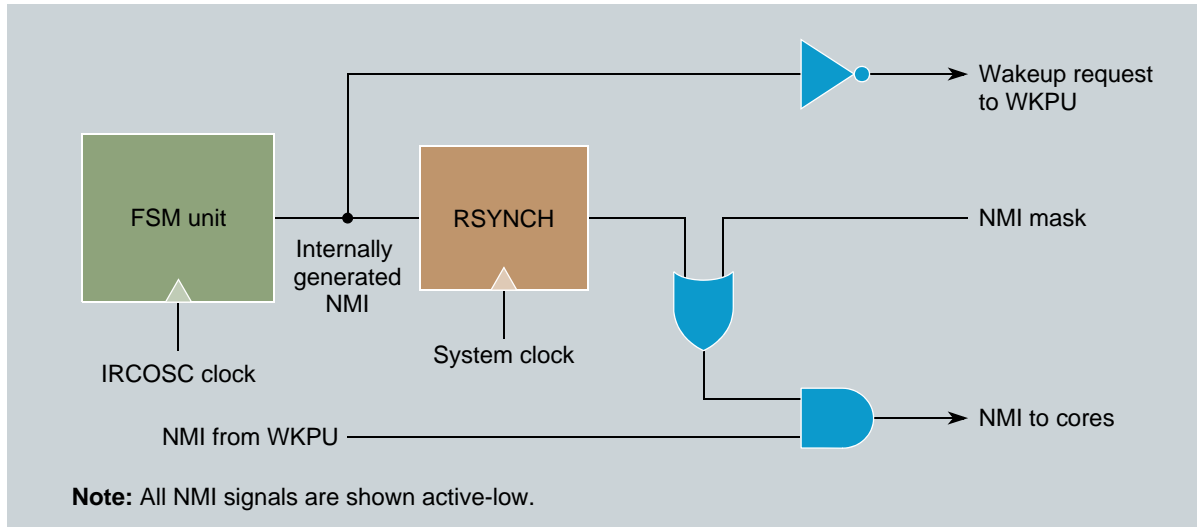 Wakeup request
to WKPU
FSM unit
RSYNCH
NMI mask
Internally
generated
NMI
System clock
IRCOSC clock
NMI to cores
NMI from WKPU
Note: All NMI signals are shown active-low.